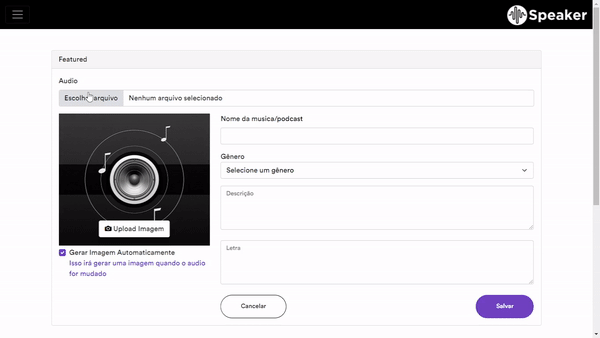 Speaker
Featured
Audio
Escolher arquivo Nenhum arquivo selecionado
Nome da musica/podcast
Gênero
Selecione um gênero
Descrição
Upload Imagem
Letra
Gerar Imagem Automaticamente
Isso irá gerar uma imagem quando o audio
for mudado
Cancelar
Salvar